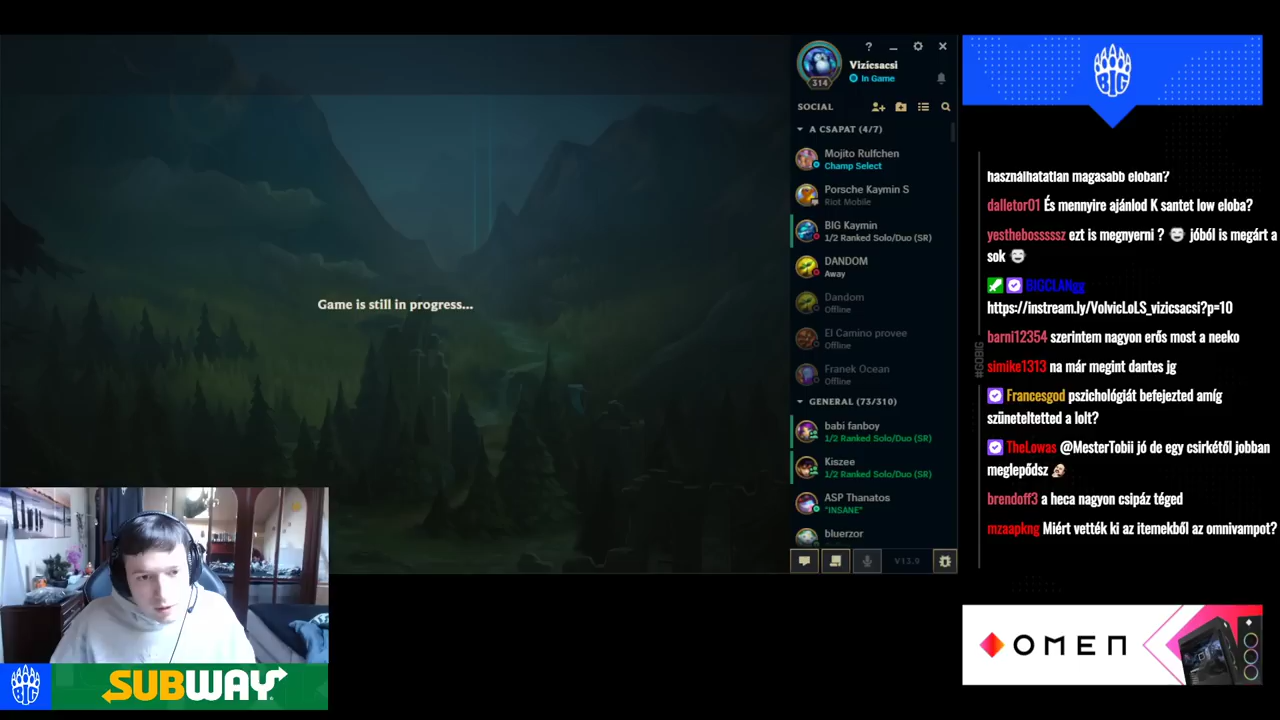 Vizicsacsi
In Game
314
SOCIAL
A CSAPAT (4/7)
Mojito Rulfchen
Champ Select
Porsche Kaymin S
Riot Mobile
BIG Kaymin
1/2 Ranked Solo/Duo (SR)
DANDOM
Away
Dandom
Offline
El Camino provee
Offline
Franek Ocean
Offline
GENERAL (73/310)
babi fanboy
1/2 Ranked Solo/Duo (SR)
Kiszee
1/2 Ranked Solo/Duo (SR)
ASP Thanatos
"INSANE"
bluerzor
V13.9
Game is still in progress...
BIG
#GOBIG
használhatatlan magasabb eloban?
dalletor01 És mennyire ajánlod K santet low eloba?
yesthebosssssz ezt is megnyerni ? jóból is megárt a
sok
BIGCLANgg
https://instream.ly/VolvicLoLS_vizicsacsi?p=10
barni12354 szerintem nagyon erős most a neeko
simike1313 na már megint dantes jg
Francesgod pszichológiát befejezted amíg
szüneteltetted a lolt?
TheLowas @MesterTobii jó de egy csirkétől jobban
meglepődsz
brendoff3 a heca nagyon csipáz téged
mzaapkng Miért vették ki az itemekből az omnivampot?
OMEN
BIG
SUBWAY